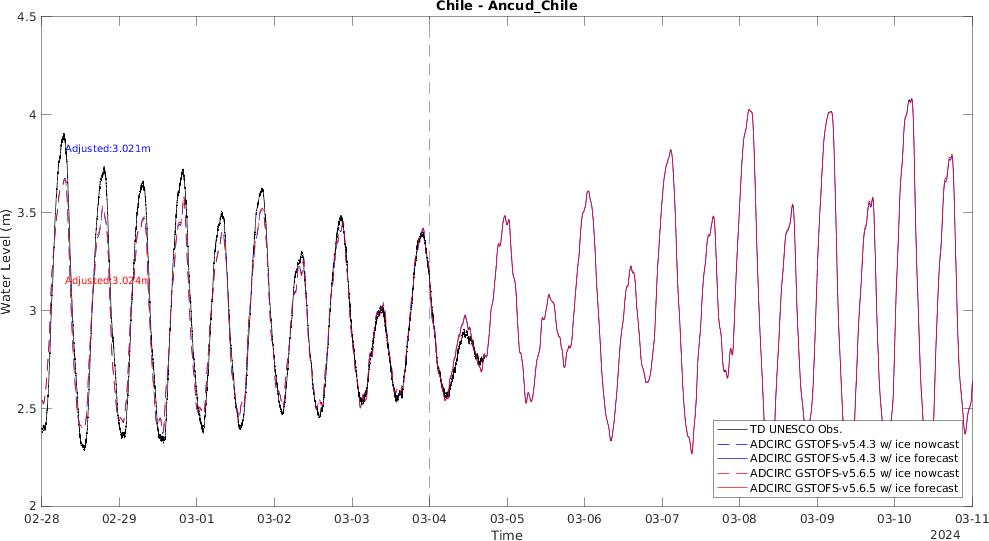 Chile - Ancud_Chile
4.5
4
3.5
3
2.5
2
Water Level (m)
Adjusted:3.021m
Adjusted:3.024m
TD UNESCO Obs.
ADCIRC GSTOFS-v5.4.3 w/ ice nowcast
ADCIRC GSTOFS-v5.4.3 w/ ice forecast
ADCIRC GSTOFS-v5.6.5 w/ ice nowcast
ADCIRC GSTOFS-v5.6.5 w/ ice forecast
02-28 02-29 03-01 03-02 03-03 03-04 03-05 03-06 03-07 03-08 03-09 03-10 03-11
Time
2024